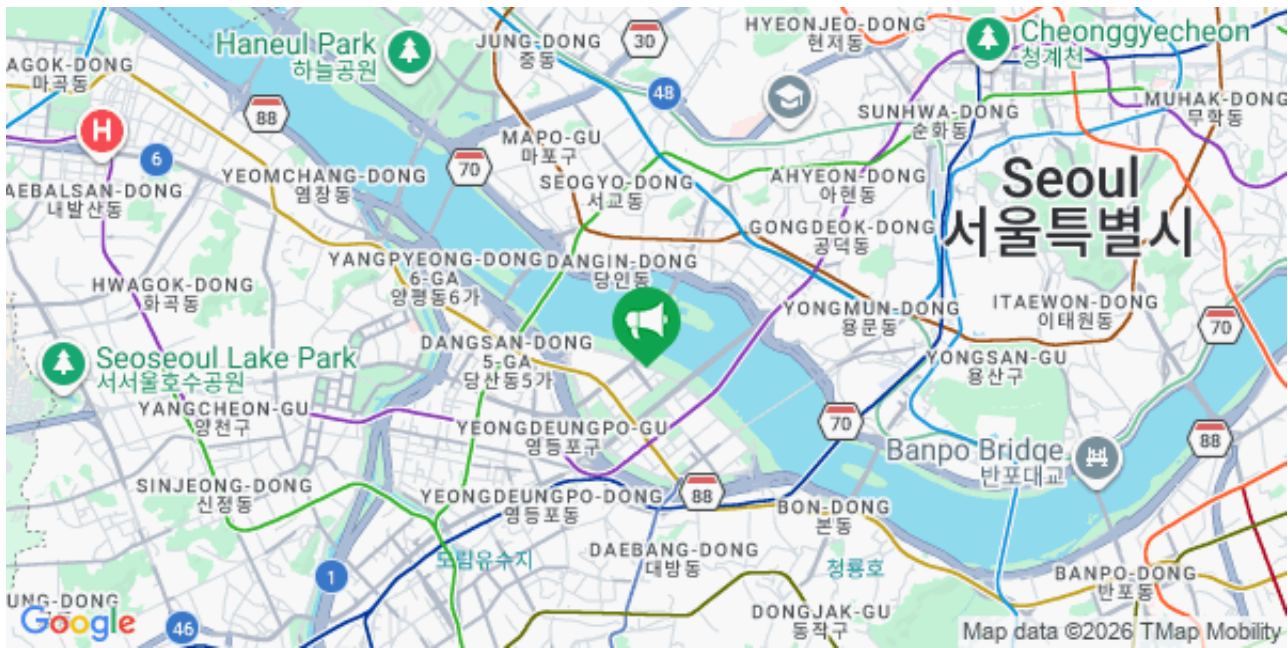 Haneul Park
하늘공원
JUNG-DONG
중동
30
HYEONJEO-DONG
현저동
Cheonggyecheon
청계천
AGOK-DONG
마곡동
88
48
SUNHWA-DONG
순화동
MUHAK-DONG
무학동
H
6
MAPO-GU
마포구
70
YEOMCHANG-DONG
염창동
SEOGYO-DONG
서교동
AHYEON-DONG
아현동
Seoul
서울특별시
AEBALSAN-DONG
내발산동
GONGDEOK-DONG
공덕동
YANGPYEONG-DONG
6-GA
양평동6가
DANGIN-DONG
당인동
HWAGOK-DONG
화곡동
YONGMUN-DONG
용문동
ITAEWON-DONG
이태원동
70
Seoseoul Lake Park
서서울호수공원
DANGSAN-DONG
5-GA
당산동5가
YONGSAN-GU
용산구
YANGCHEON-GU
양천구
YEONGDEUNGPO-GU
영등포구
70
88
Banpo Bridge
반포대교
SINJEONG-DONG
신정동
YEONGDEUNGPO-DONG
영등포동
88
BON-DONG
본동
도림유수지
DAEBANG-DONG
대방동
청룡호
1
BANPO-DONG
반포동
UNG-DONG
46
DONGJAK-GU
동작구
Google
Map data ©2026 TMap Mobility